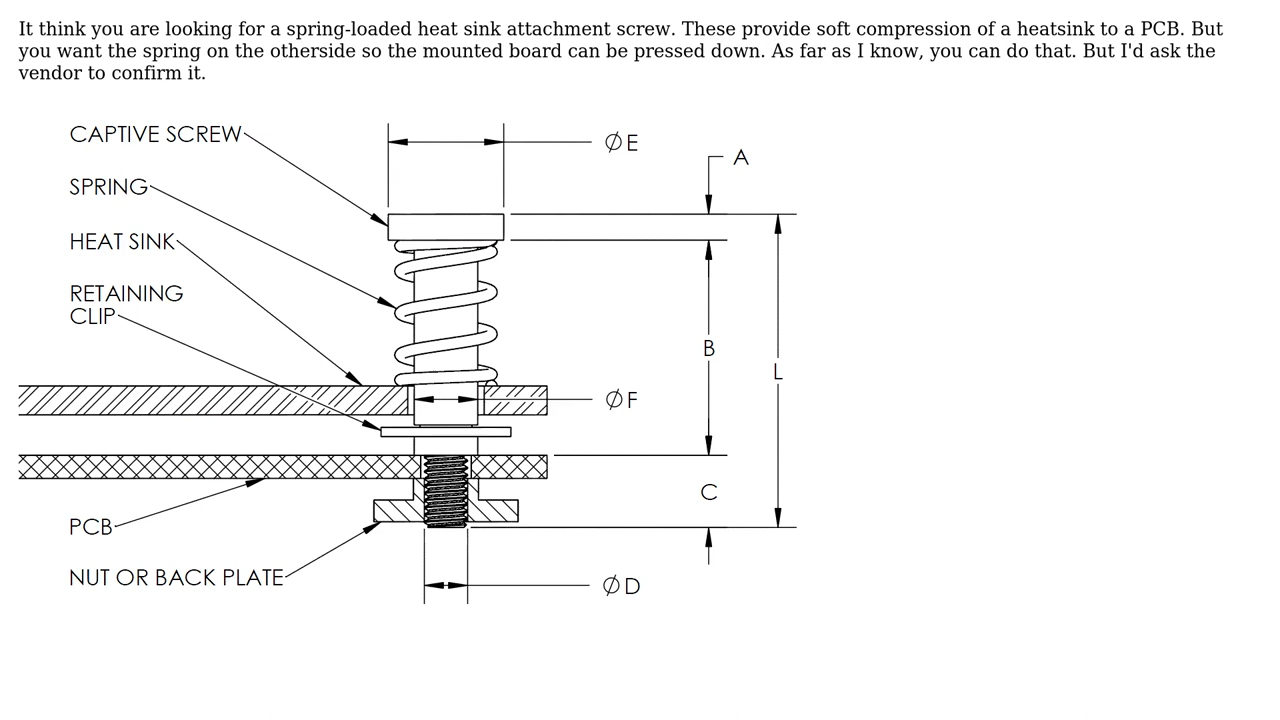 It think you are looking for a spring-loaded heat sink attachment screw. These provide soft compression of a heatsink to a PCB. But
you want the spring on the otherside so the mounted board can be pressed down. As far as I know, you can do that. But I'd ask the
vendor to confirm it.
CAPTIVE SCREW
ØE
A
SPRING
HEAT SINK
RETAINING
CLIP
B
L
ØF
C
PCB
NUT OR BACK PLATE
ØD